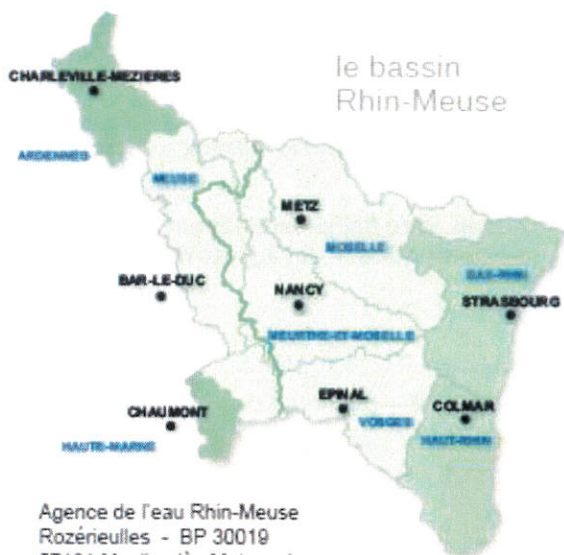 le bassin
Rhin-Meuse
CHARLEVILLE-MEZIERES
ARDENNES
MEUSE
METZ
MOSELLE
BAS-RHIN
BAR-LE-DUC
NANCY
STRASBOURG
MEURTHE-ET-MOSELLE
EPINAL
COLMAR
CHAUMONT
VOSGES
HAUT-RHIN
HAUTE-MARNE
Agence de l'eau Rhin-Meuse
Rozérieulles - BP 30019